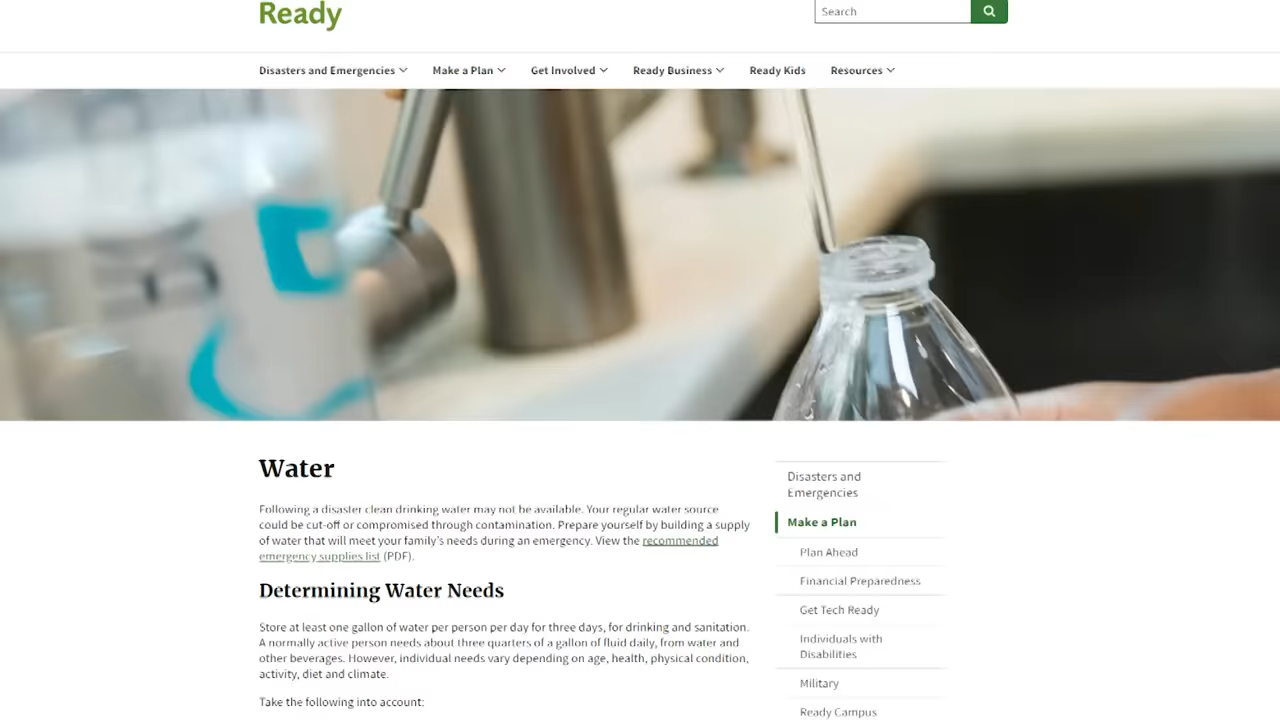 Ready
Search
Disasters and Emergencies
Make a Plan
Get Involved
Ready Business
Ready Kids
Resources
Water
Following a disaster clean drinking water may not be available. Your regular water source
could be cut-off or compromised through contamination. Prepare yourself by building a supply
of water that will meet your family's needs during an emergency. View the recommended
emergency supplies list (PDF).
Determining Water Needs
Store at least one gallon of water per person per day for three days, for drinking and sanitation.
A normally active person needs about three quarters of a gallon of fluid daily, from water and
other beverages. However, individual needs vary depending on age, health, physical condition,
activity, diet and climate.
Take the following into account:
Disasters and
Emergencies
Make a Plan
Plan Ahead
Financial Preparedness
Get Tech Ready
Individuals with
Disabilities
Military
Ready Campus